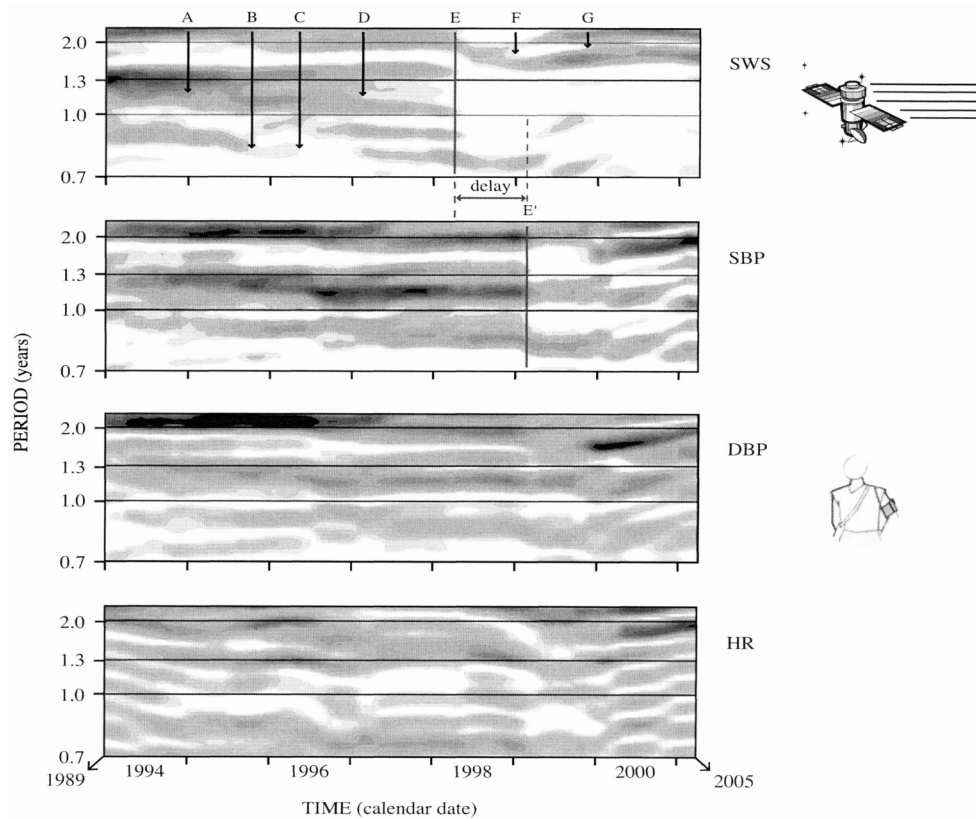 A B C D E F G
2.0
1.3
1.0
0.7
SWS
delay
E'
2.0
1.3
1.0
0.7
SBP
2.0
1.3
1.0
0.7
DBP
2.0
1.3
1.0
0.7
HR
PERIOD (years)
1989 1994 1996 1998 2000 2005
TIME (calendar date)